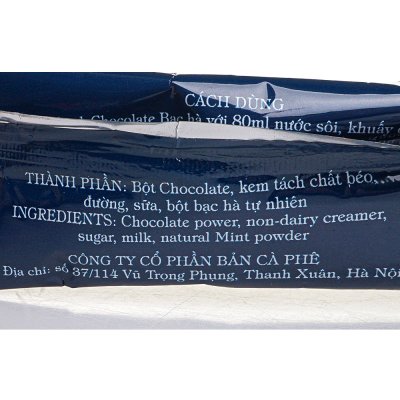 CÁCH DÙNG
Chocolate Bạc hà với 80ml nước sôi, khuấy
THÀNH PHẦN: Bột Chocolate, kem tách chất béo,
đường, sữa, bột bạc hà tự nhiên
INGREDIENTS: Chocolate power, non-dairy creamer,
sugar, milk, natural Mint powder
CÔNG TY CỔ PHẦN BẢN CÀ PHÊ
Địa chỉ: số 37/114 Vũ Trọng Phụng, Thanh Xuân, Hà Nội